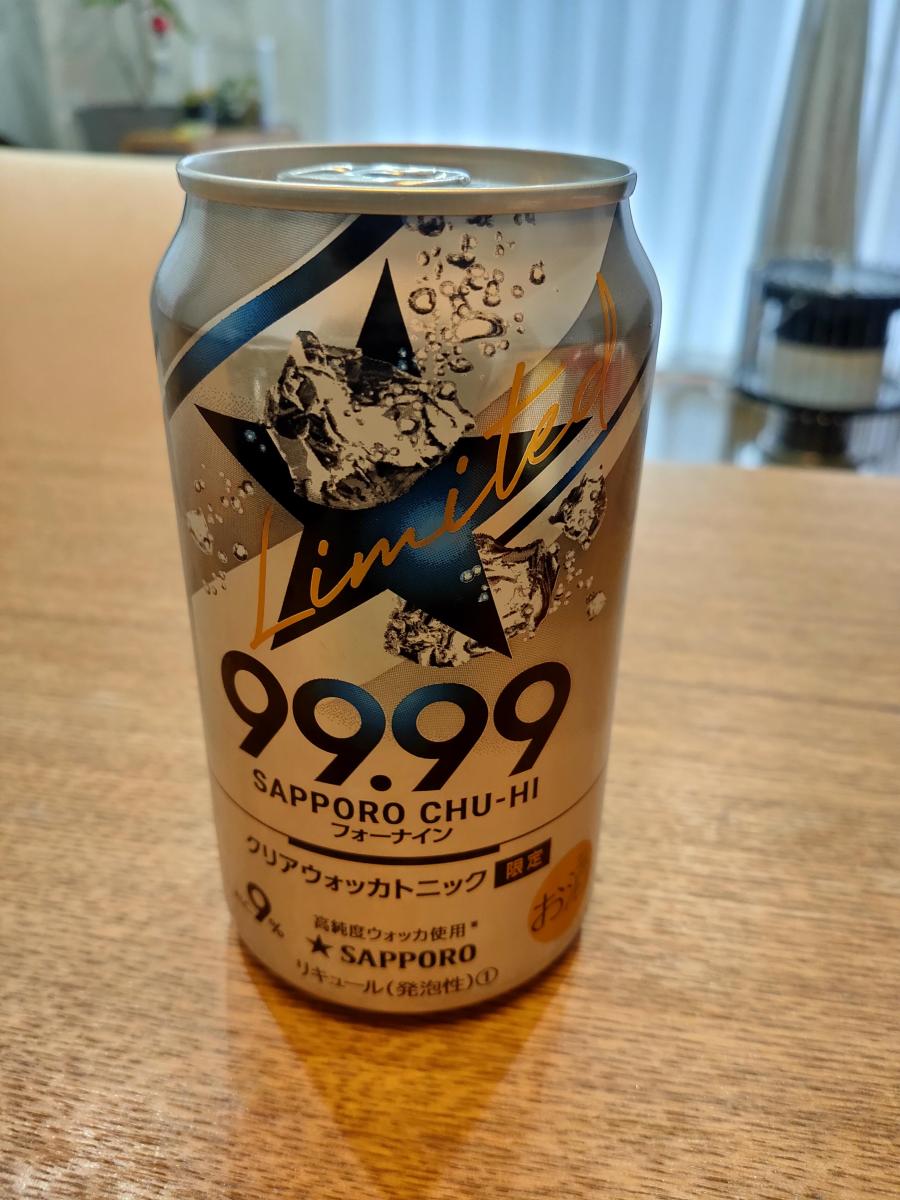 Limited
99.99
SAPPORO CHU-HI
フォーナイン
クリアウォッカトニック 限定
9%
お酒
高純度ウォッカ使用※
★ SAPPORO
リキュール(発泡性)①